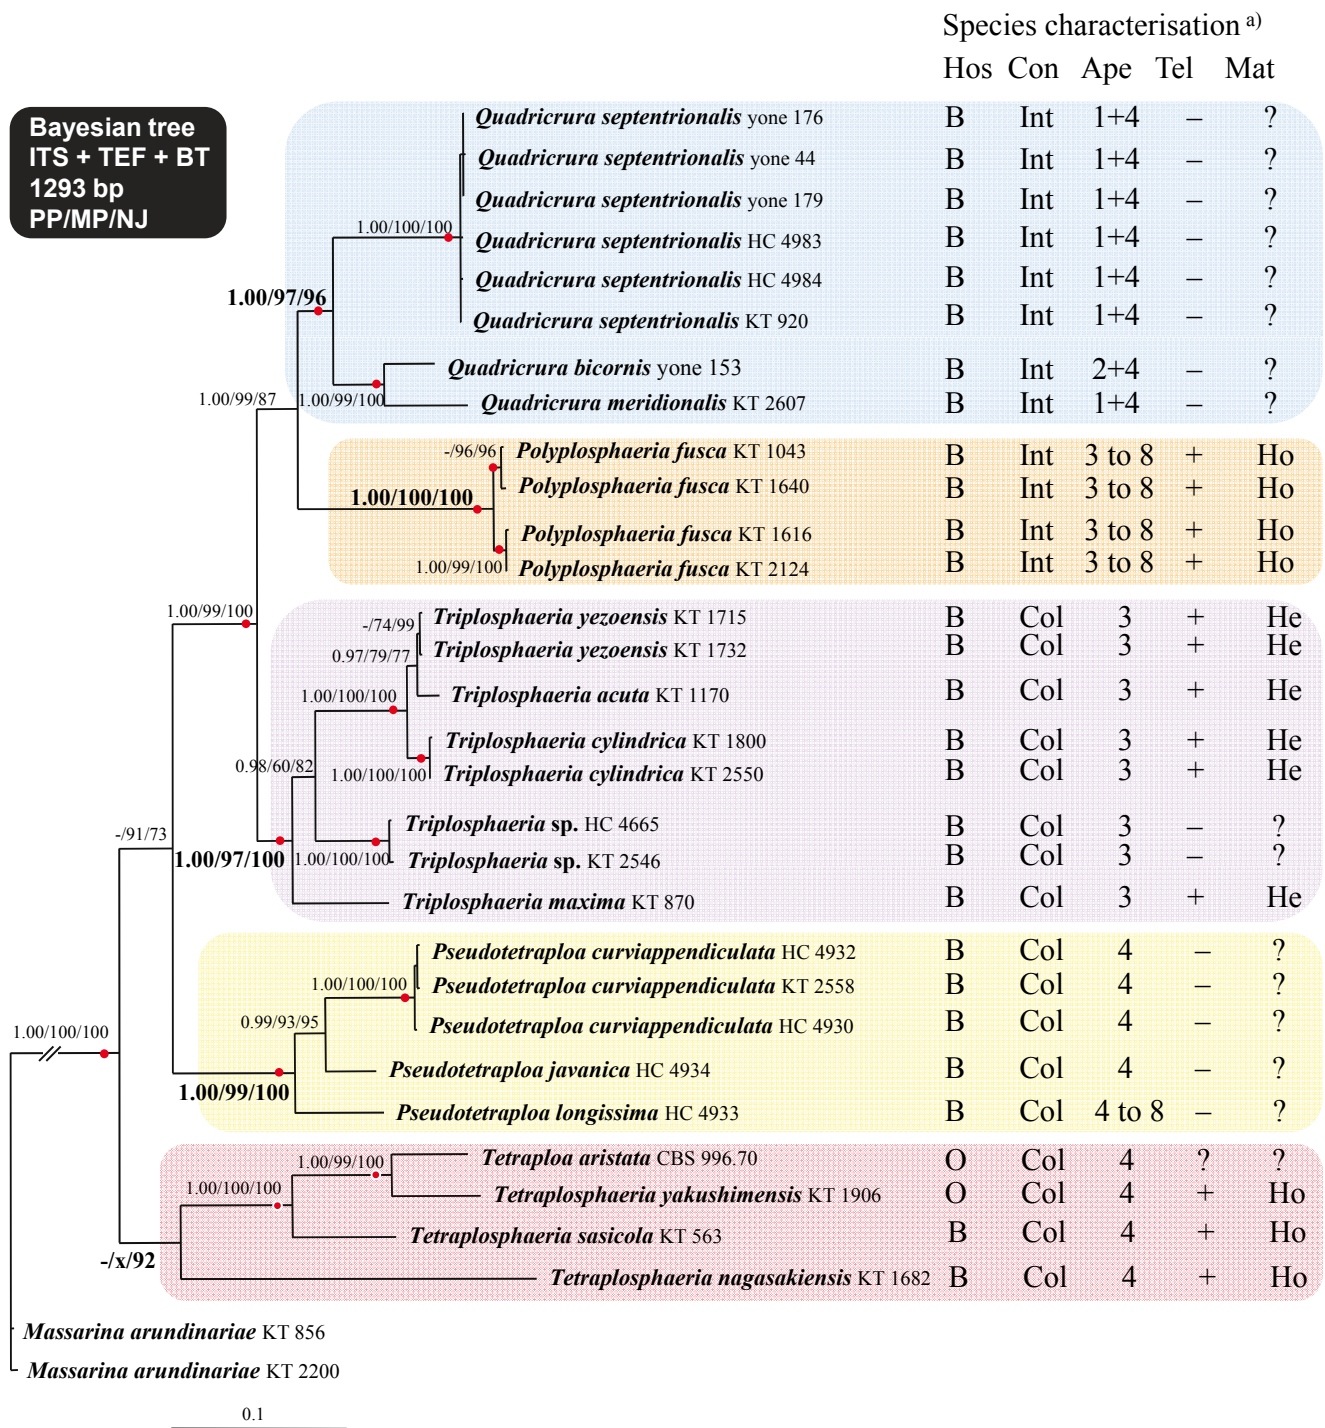 Species characterisation a)
Hos Con Ape Tel Mat
Bayesian tree
ITS + TEF + BT
1293 bp
PP/MP/NJ
Quadricrura septentrionalis yone 176 B Int 1+4 – ?
Quadricrura septentrionalis yone 44 B Int 1+4 – ?
Quadricrura septentrionalis yone 179 B Int 1+4 – ?
1.00/100/100
Quadricrura septentrionalis HC 4983 B Int 1+4 – ?
Quadricrura septentrionalis HC 4984 B Int 1+4 – ?
1.00/97/96
Quadricrura septentrionalis KT 920 B Int 1+4 – ?
Quadricrura bicornis yone 153 B Int 2+4 – ?
1.00/99/87
1.00/99/100
Quadricrura meridionalis KT 2607 B Int 1+4 – ?
-/96/96
Polyplosphaeria fusca KT 1043 B Int 3 to 8 + Ho
Polyplosphaeria fusca KT 1640 B Int 3 to 8 + Ho
1.00/100/100
Polyplosphaeria fusca KT 1616 B Int 3 to 8 + Ho
1.00/99/100
Polyplosphaeria fusca KT 2124 B Int 3 to 8 + Ho
1.00/99/100
Triplosphaeria yezoensis KT 1715 B Col 3 + He
-/74/99
Triplosphaeria yezoensis KT 1732 B Col 3 + He
0.97/79/77
1.00/100/100
Triplosphaeria acuta KT 1170 B Col 3 + He
Triplosphaeria cylindrica KT 1800 B Col 3 + He
0.98/60/82
1.00/100/100
Triplosphaeria cylindrica KT 2550 B Col 3 + He
Triplosphaeria sp. HC 4665 B Col 3 – ?
-/91/73
1.00/97/100
1.00/100/100
Triplosphaeria sp. KT 2546 B Col 3 – ?
Triplosphaeria maxima KT 870 B Col 3 + He
Pseudotetraploa curviappendiculata HC 4932 B Col 4 – ?
1.00/100/100
Pseudotetraploa curviappendiculata KT 2558 B Col 4 – ?
0.99/93/95
Pseudotetraploa curviappendiculata HC 4930 B Col 4 – ?
1.00/100/100
Pseudotetraploa javanica HC 4934 B Col 4 – ?
1.00/99/100
Pseudotetraploa longissima HC 4933 B Col 4 to 8 – ?
1.00/99/100
Tetraploa aristata CBS 996.70 O Col 4 ? ?
1.00/100/100
Tetraplosphaeria yakushimensis KT 1906 O Col 4 + Ho
Tetraplosphaeria sasicola KT 563 B Col 4 + Ho
-/x/92
Tetraplosphaeria nagasakiensis KT 1682 B Col 4 + Ho
Massarina arundinariae KT 856
Massarina arundinariae KT 2200
0.1